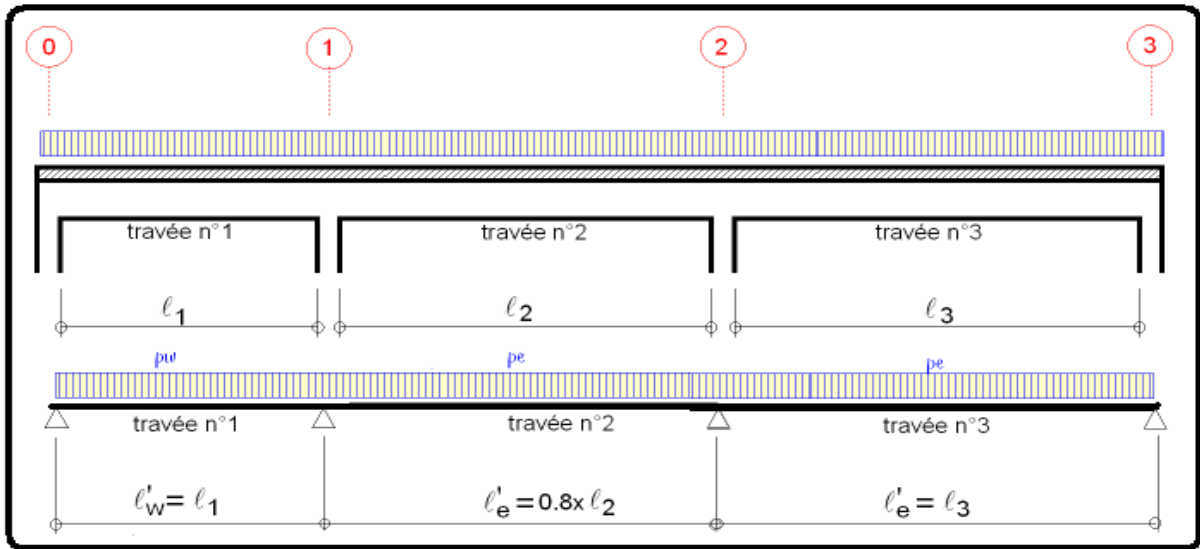 0 1 2 3
travée n°1 travée n°2 travée n°3
ℓ1 ℓ2 ℓ3
pw pe pe
travée n°1 travée n°2 travée n°3
ℓ'w = ℓ1 ℓ'e = 0.8x ℓ2 ℓ'e = ℓ3